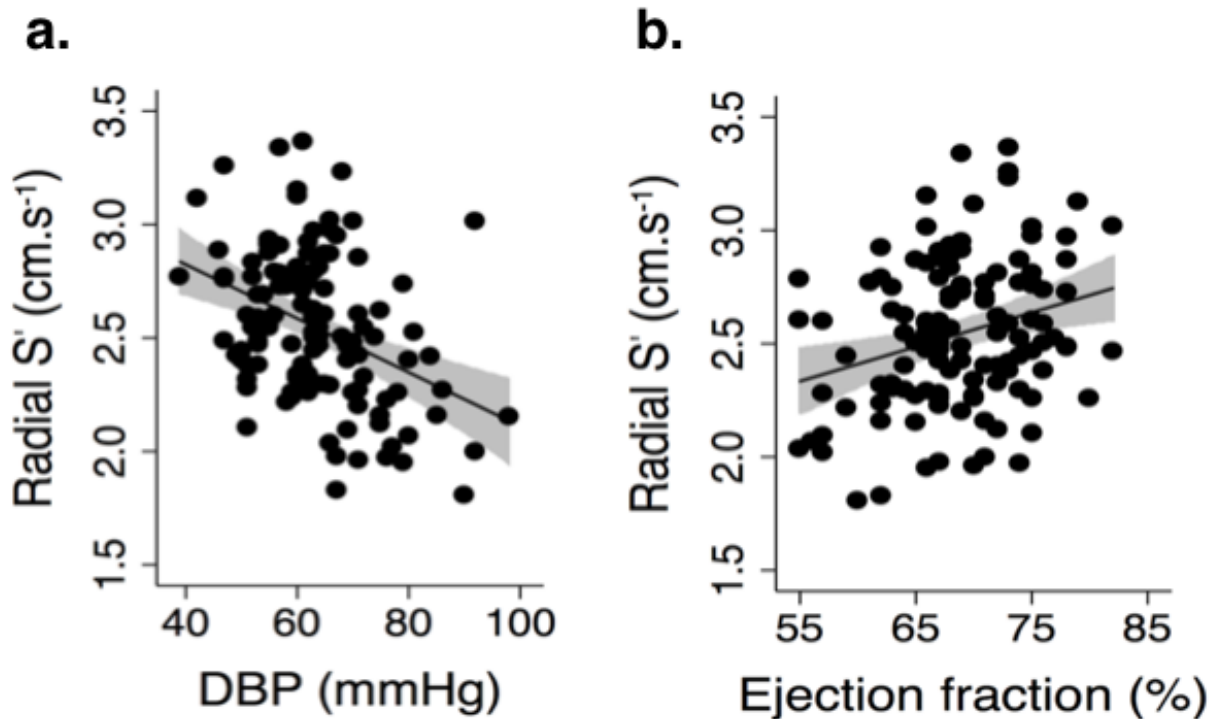 a.
3.5
3.0
2.5
2.0
1.5
Radial S' (cm.s⁻¹)
40 60 80 100
DBP (mmHg)
b.
3.5
3.0
2.5
2.0
1.5
Radial S' (cm.s⁻¹)
55 65 75 85
Ejection fraction (%)